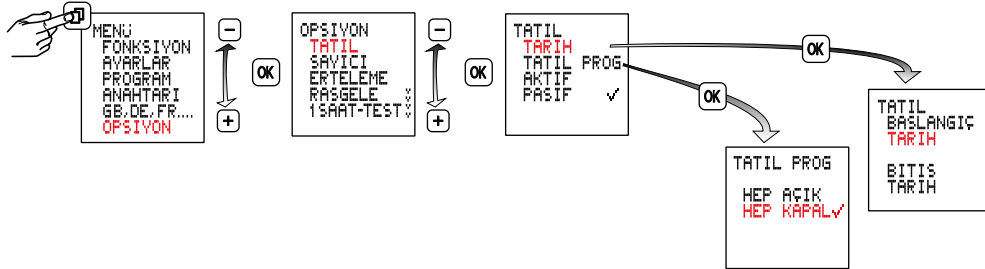 MENÜ
FONKSIYON
AYARLAR
PROGRAM
ANAHTARI
GB,DE,FR....
OPSIYON
−
+
OK
OPSIYON
TATIL
SAYICI
ERTELEME
RASGELE
1SAAT-TEST
−
+
OK
TATIL
TARIH
TATIL PROG
AKTIF
PASIF ✓
OK
OK
TATIL PROG
HEP AÇIK
HEP KAPAL✓
TATIL
BASLANGIÇ
TARIH
BITIS
TARIH